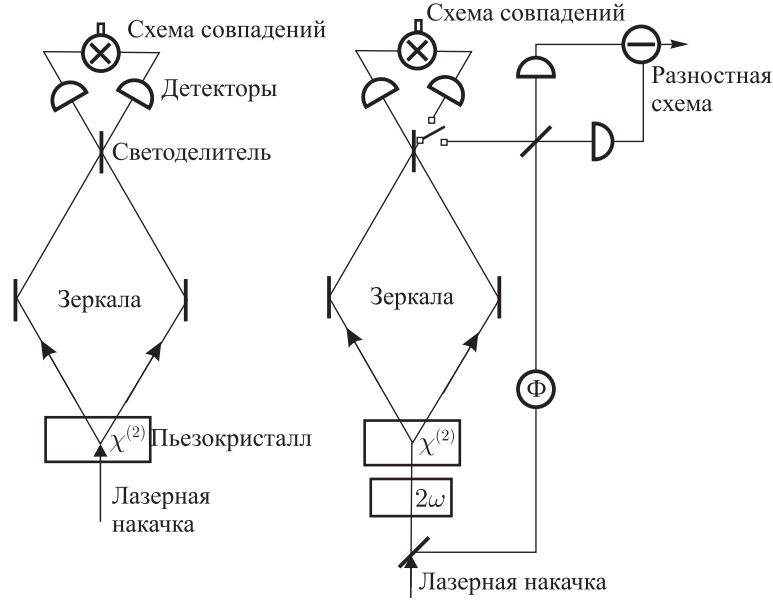 Схема совпадений
Детекторы
Светоделитель
Зеркала
χ(2)
Пьезокристалл
Лазерная
накачка
Схема совпадений
Разностная
схема
Зеркала
Φ
χ(2)
2ω
Лазерная накачка